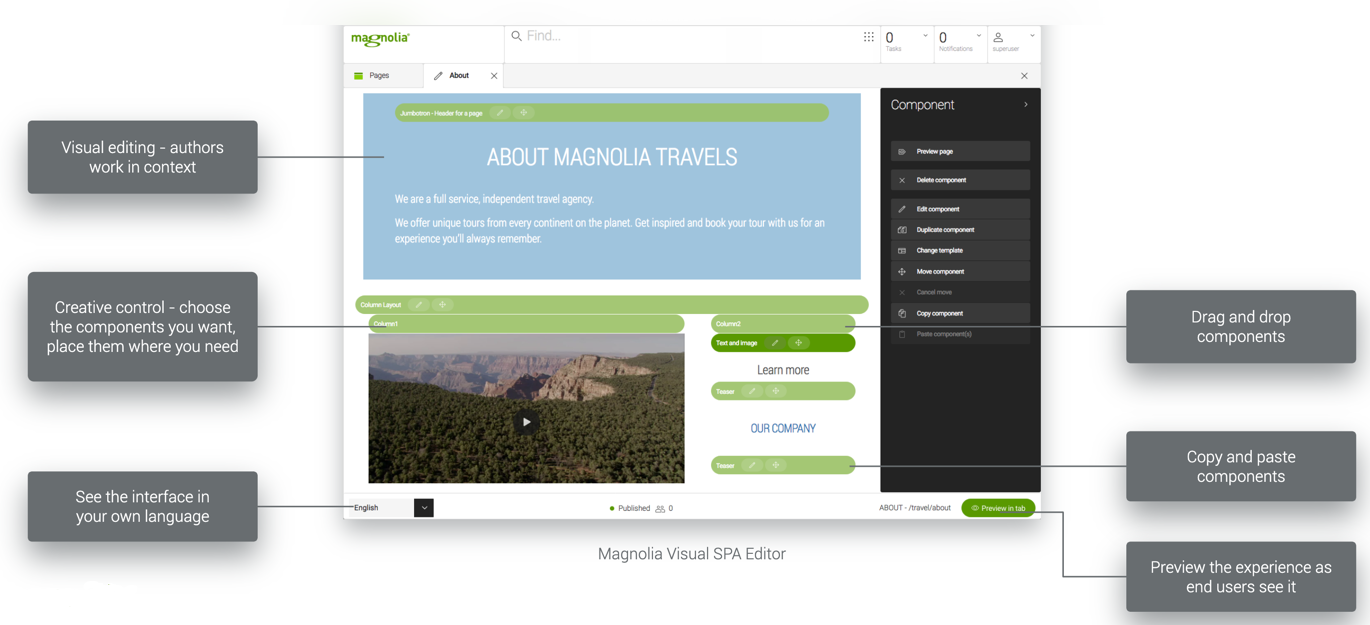 magnolia
Find...
0
Tasks
0
Notifications
superuser
Pages
About
Jumbotron - Header for a page
ABOUT MAGNOLIA TRAVELS
We are a full service, independent travel agency.
We offer unique tours from every continent on the planet. Get inspired and book your tour with us for an
experience you'll always remember.
Column Layout
Column1
Column2
Text and image
Learn more
Teaser
OUR COMPANY
Teaser
Component
Preview page
Delete component
Edit component
Duplicate component
Change template
Move component
Cancel move
Copy component
Paste component(s)
English
Published
0
ABOUT - /travel/about
Preview in tab
Visual editing - authors
work in context
Creative control - choose
the components you want,
place them where you need
See the interface in
your own language
Drag and drop
components
Copy and paste
components
Preview the experience as
end users see it
Magnolia Visual SPA Editor